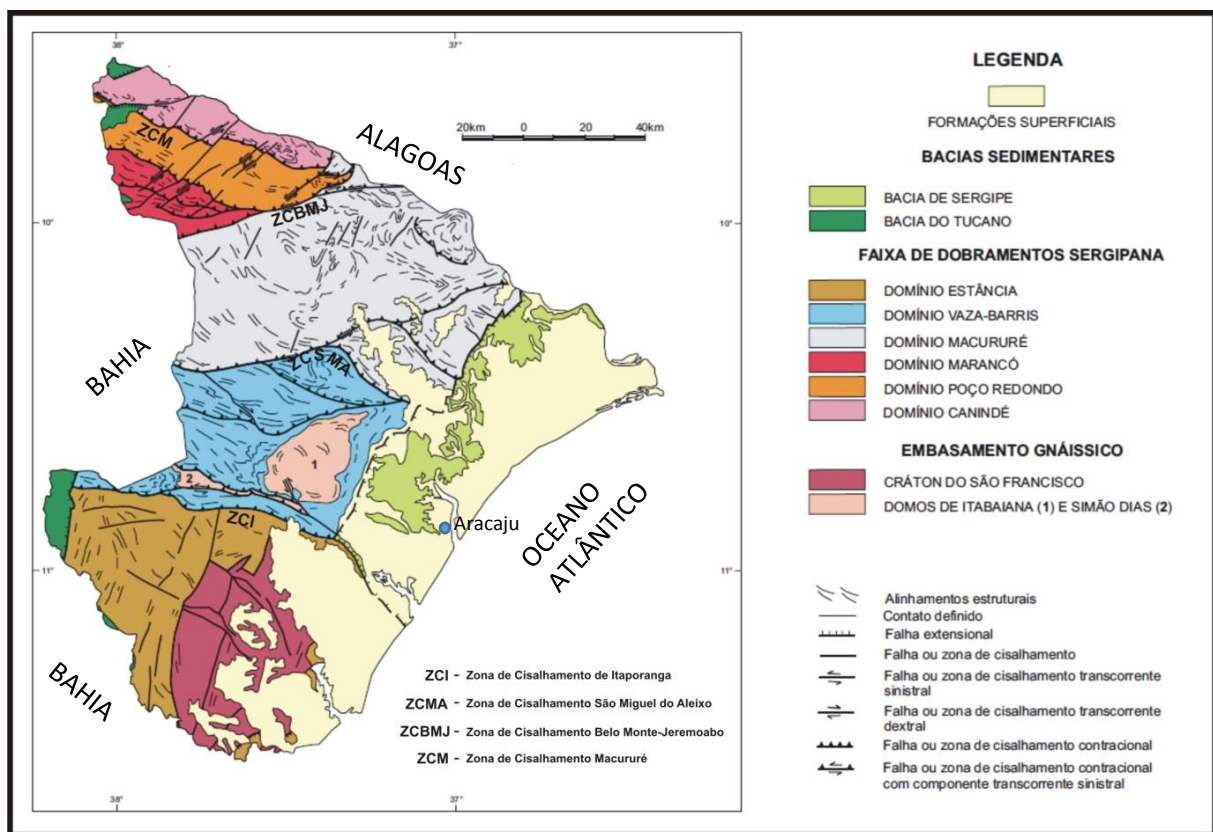 38°
37°
ALAGOAS
20km 0 20 40km
ZCM
ZCBMJ
10°
10°
BAHIA
ZCSMA
1
2
ZCI
Aracaju
OCEANO
ATLÂNTICO
11°
11°
BAHIA
ZCI – Zona de Cisalhamento de Itaporanga
ZCMA – Zona de Cisalhamento São Miguel do Aleixo
ZCBMJ – Zona de Cisalhamento Belo Monte-Jeremoabo
ZCM – Zona de Cisalhamento Macururé
38°
37°
LEGENDA
FORMAÇÕES SUPERFICIAIS
BACIAS SEDIMENTARES
BACIA DE SERGIPE
BACIA DO TUCANO
FAIXA DE DOBRAMENTOS SERGIPANA
DOMÍNIO ESTÂNCIA
DOMÍNIO VAZA-BARRIS
DOMÍNIO MACURURÉ
DOMÍNIO MARANCÓ
DOMÍNIO POÇO REDONDO
DOMÍNIO CANINDÉ
EMBASAMENTO GNÁISSICO
CRÁTON DO SÃO FRANCISCO
DOMOS DE ITABAIANA (1) E SIMÃO DIAS (2)
Alinhamentos estruturais
Contato definido
Falha extensional
Falha ou zona de cisalhamento
Falha ou zona de cisalhamento transcorrente
sinistral
Falha ou zona de cisalhamento transcorrente
dextral
Falha ou zona de cisalhamento contracional
Falha ou zona de cisalhamento contracional
com componente transcorrente sinistral